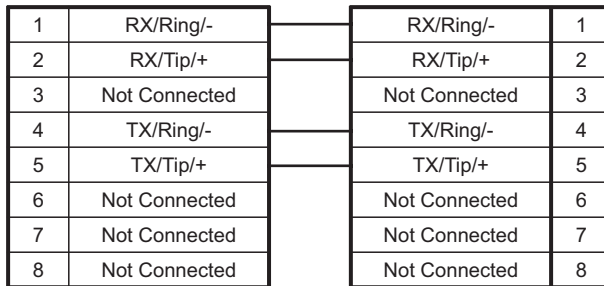 1 RX/Ring/- RX/Ring/- 1
2 RX/Tip/+ RX/Tip/+ 2
3 Not Connected Not Connected 3
4 TX/Ring/- TX/Ring/- 4
5 TX/Tip/+ TX/Tip/+ 5
6 Not Connected Not Connected 6
7 Not Connected Not Connected 7
8 Not Connected Not Connected 8